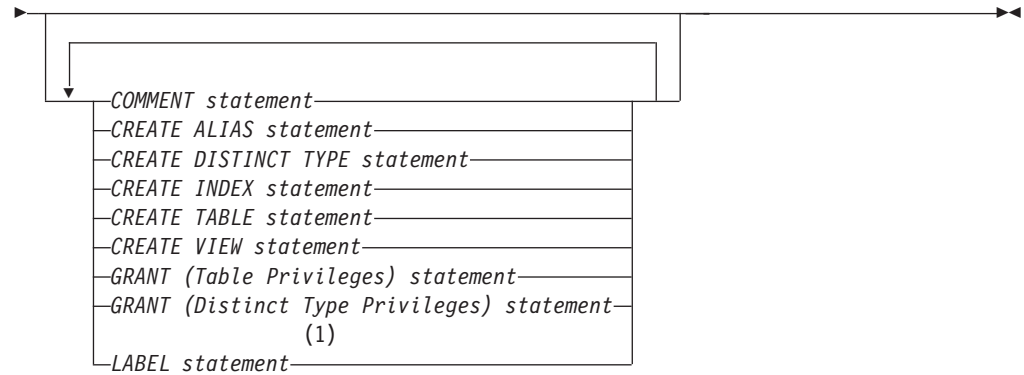 COMMENT statement
CREATE ALIAS statement
CREATE DISTINCT TYPE statement
CREATE INDEX statement
CREATE TABLE statement
CREATE VIEW statement
GRANT (Table Privileges) statement
GRANT (Distinct Type Privileges) statement
(1)
LABEL statement